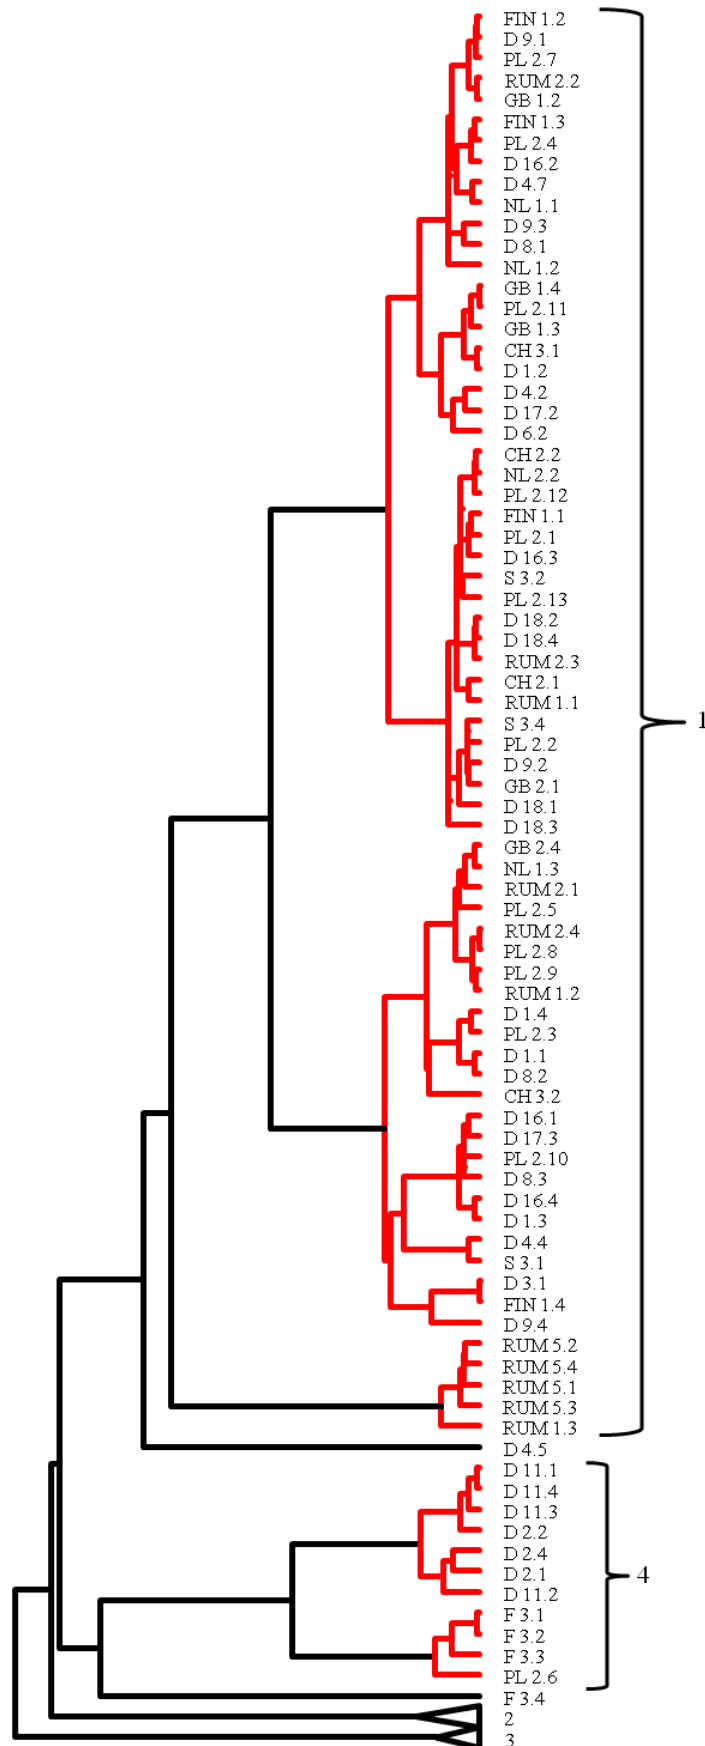 FIN 1.2
D 9.1
PL 2.7
RUM 2.2
GB 1.2
FIN 1.3
PL 2.4
D 16.2
D 4.7
NL 1.1
D 9.3
D 8.1
NL 1.2
GB 1.4
PL 2.11
GB 1.3
CH 3.1
D 1.2
D 4.2
D 17.2
D 6.2
CH 2.2
NL 2.2
PL 2.12
FIN 1.1
PL 2.1
D 16.3
S 3.2
PL 2.13
D 18.2
D 18.4
RUM 2.3
CH 2.1
RUM 1.1
S 3.4
1
PL 2.2
D 9.2
GB 2.1
D 18.1
D 18.3
GB 2.4
NL 1.3
RUM 2.1
PL 2.5
RUM 2.4
PL 2.8
PL 2.9
RUM 1.2
D 1.4
PL 2.3
D 1.1
D 8.2
CH 3.2
D 16.1
D 17.3
PL 2.10
D 8.3
D 16.4
D 1.3
D 4.4
S 3.1
D 3.1
FIN 1.4
D 9.4
RUM 5.2
RUM 5.4
RUM 5.1
RUM 5.3
RUM 1.3
D 4.5
D 11.1
D 11.4
D 11.3
D 2.2
D 2.4
D 2.1
4
D 11.2
F 3.1
F 3.2
F 3.3
PL 2.6
F 3.4
2
3